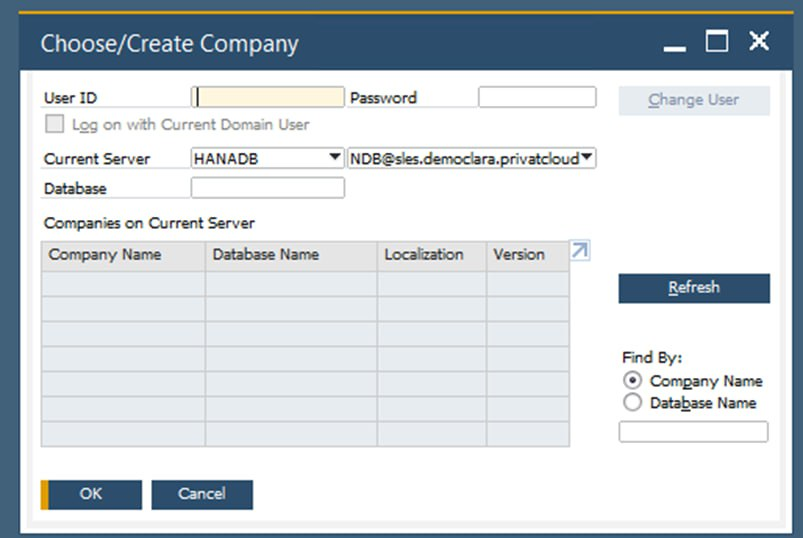 Choose/Create Company
User ID Password Change User
Log on with Current Domain User
Current Server HANADB NDB@sles.democlara.privatcloud
Database
Companies on Current Server
Company Name Database Name Localization Version
Refresh
Find By:
Company Name
Database Name
OK Cancel